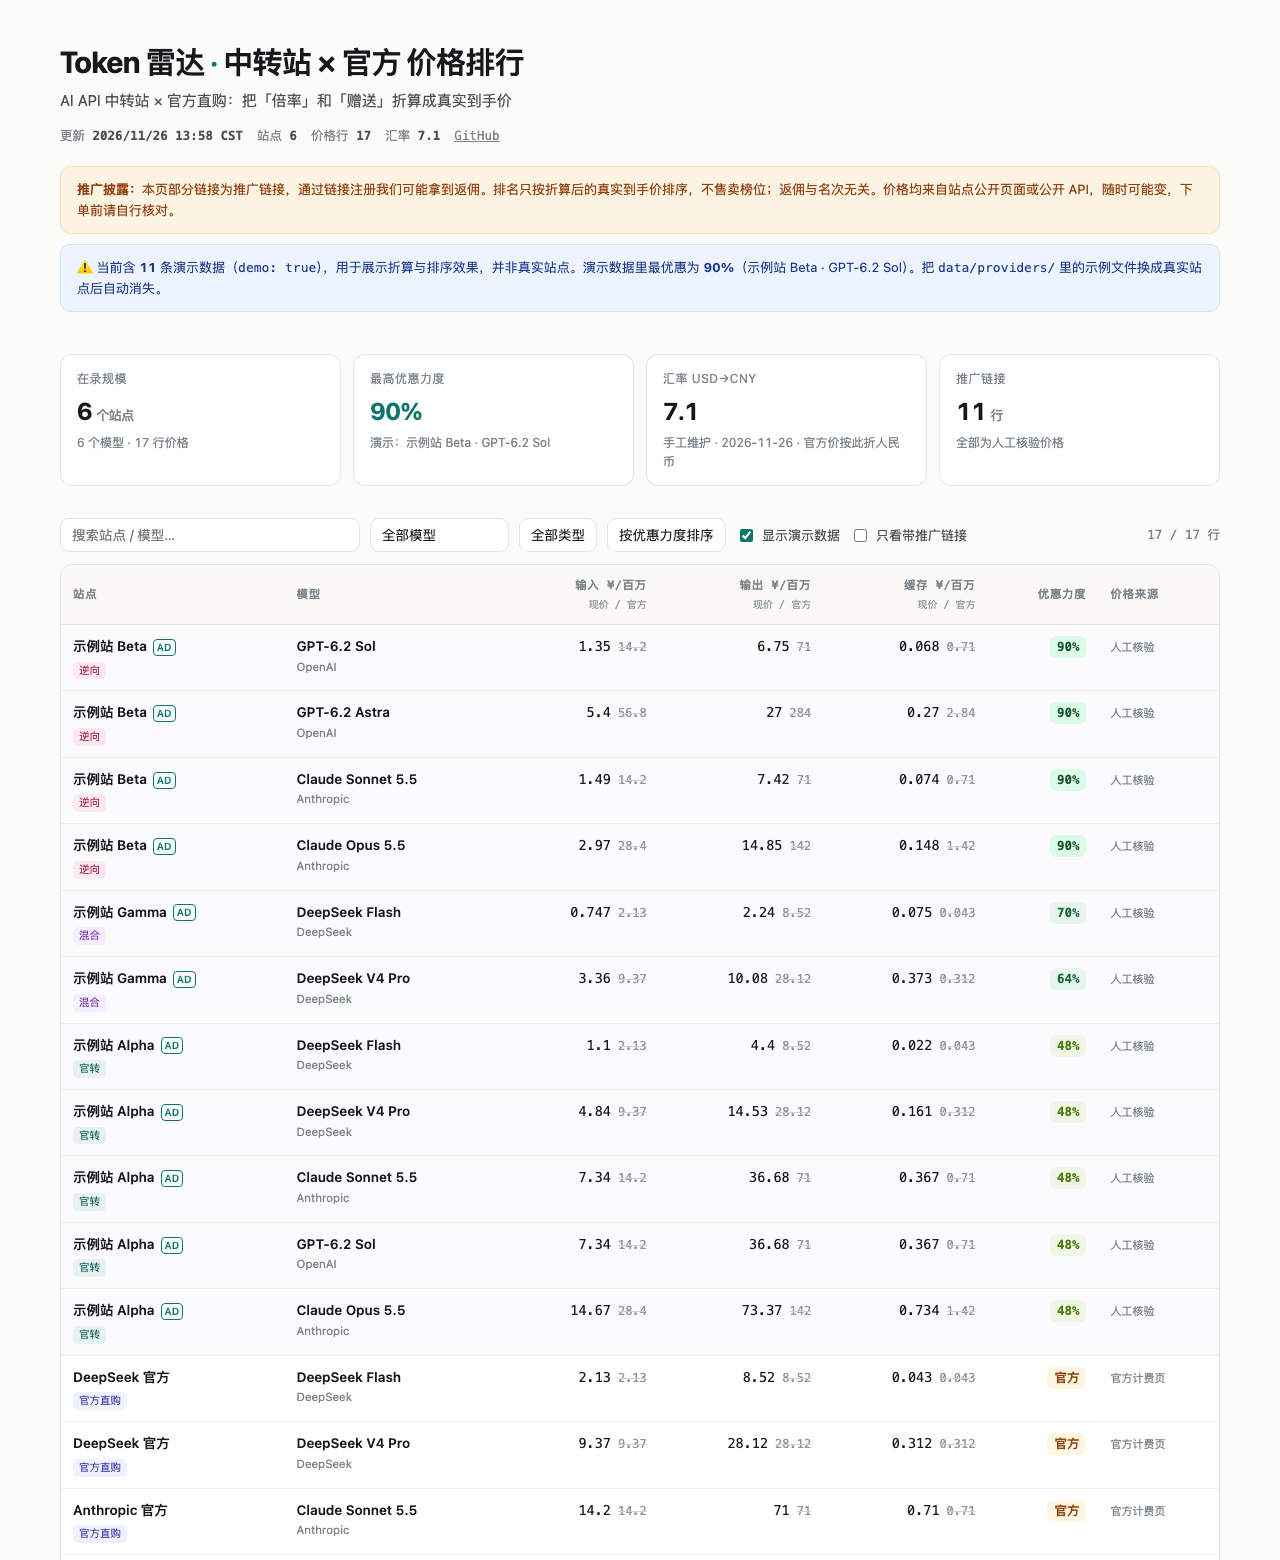 Token 雷达 · 中转站 × 官方 价格排行
AI API 中转站 × 官方直购：把「倍率」和「赠送」折算成真实到手价
更新 2026/11/26 13:58 CST 站点 6 价格行 17 汇率 7.1 GitHub
推广披露：本页部分链接为推广链接，通过链接注册我们可能拿到返佣。排名只按折算后的真实到手价排序，不售卖榜位；返佣与名次无关。价格均来自站点公开页面或公开 API，随时可能变，下
单前请自行核对。
⚠️ 当前含 11 条演示数据（demo: true），用于展示折算与排序效果，并非真实站点。演示数据里最优惠为 90%（示例站 Beta · GPT-6.2 Sol）。把 data/providers/ 里的示例文件换成真实站
点后自动消失。
在录规模
6 个站点
6 个模型 · 17 行价格
最高优惠力度
90%
演示：示例站 Beta · GPT-6.2 Sol
汇率 USD→CNY
7.1
手工维护 · 2026-11-26 · 官方价按此折人民
币
推广链接
11 行
全部为人工核验价格
搜索站点 / 模型… 全部模型 全部类型 按优惠力度排序 显示演示数据 只看带推广链接 17 / 17 行
站点 模型 输入 ¥/百万 输出 ¥/百万 缓存 ¥/百万 优惠力度 价格来源
现价 / 官方 现价 / 官方 现价 / 官方
示例站 Beta AD GPT-6.2 Sol 1.35 14.2 6.75 71 0.068 0.71 90% 人工核验
逆向 OpenAI
示例站 Beta AD GPT-6.2 Astra 5.4 56.8 27 284 0.27 2.84 90% 人工核验
逆向 OpenAI
示例站 Beta AD Claude Sonnet 5.5 1.49 14.2 7.42 71 0.074 0.71 90% 人工核验
逆向 Anthropic
示例站 Beta AD Claude Opus 5.5 2.97 28.4 14.85 142 0.148 1.42 90% 人工核验
逆向 Anthropic
示例站 Gamma AD DeepSeek Flash 0.747 2.13 2.24 8.52 0.075 0.043 70% 人工核验
混合 DeepSeek
示例站 Gamma AD DeepSeek V4 Pro 3.36 9.37 10.08 28.12 0.373 0.312 64% 人工核验
混合 DeepSeek
示例站 Alpha AD DeepSeek Flash 1.1 2.13 4.4 8.52 0.022 0.043 48% 人工核验
官转 DeepSeek
示例站 Alpha AD DeepSeek V4 Pro 4.84 9.37 14.53 28.12 0.161 0.312 48% 人工核验
官转 DeepSeek
示例站 Alpha AD Claude Sonnet 5.5 7.34 14.2 36.68 71 0.367 0.71 48% 人工核验
官转 Anthropic
示例站 Alpha AD GPT-6.2 Sol 7.34 14.2 36.68 71 0.367 0.71 48% 人工核验
官转 OpenAI
示例站 Alpha AD Claude Opus 5.5 14.67 28.4 73.37 142 0.734 1.42 48% 人工核验
官转 Anthropic
DeepSeek 官方 DeepSeek Flash 2.13 2.13 8.52 8.52 0.043 0.043 官方 官方计费页
官方直购 DeepSeek
DeepSeek 官方 DeepSeek V4 Pro 9.37 9.37 28.12 28.12 0.312 0.312 官方 官方计费页
官方直购 DeepSeek
Anthropic 官方 Claude Sonnet 5.5 14.2 14.2 71 71 0.71 0.71 官方 官方计费页
官方直购 Anthropic